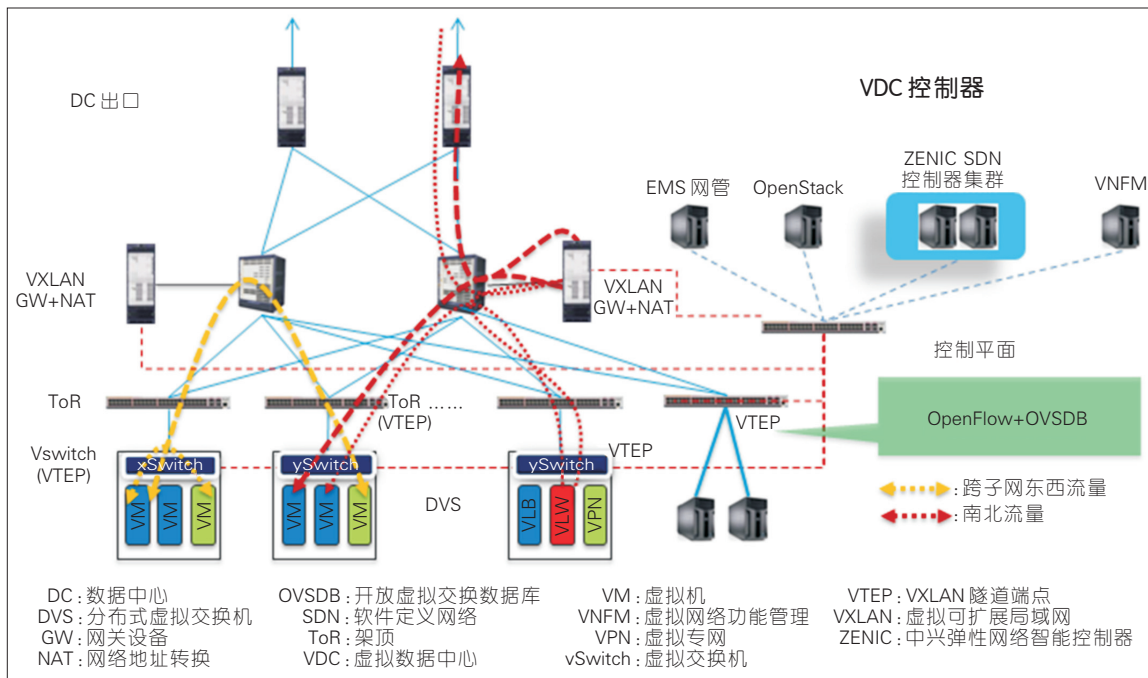 DC 出口
VDC 控制器
EMS 网管
OpenStack
ZENIC SDN
控制器集群
VNFM
VXLAN
GW+NAT
VXLAN
GW+NAT
控制平面
ToR
ToR ……
(VTEP)
VTEP
OpenFlow+OVSDB
Vswitch
(VTEP)
xSwitch
ySwitch
ySwitch
VTEP
VM
VM
VM
VM
VM
VM
DVS
VLB
VLW
VPN
:跨子网东西流量
:南北流量
DC:数据中心
DVS:分布式虚拟交换机
GW:网关设备
NAT:网络地址转换
OVSDB:开放虚拟交换数据库
SDN:软件定义网络
ToR:架顶
VDC:虚拟数据中心
VM:虚拟机
VNFM:虚拟网络功能管理
VPN:虚拟专网
vSwitch:虚拟交换机
VTEP:VXLAN 隧道端点
VXLAN:虚拟可扩展局域网
ZENIC:中兴弹性网络智能控制器